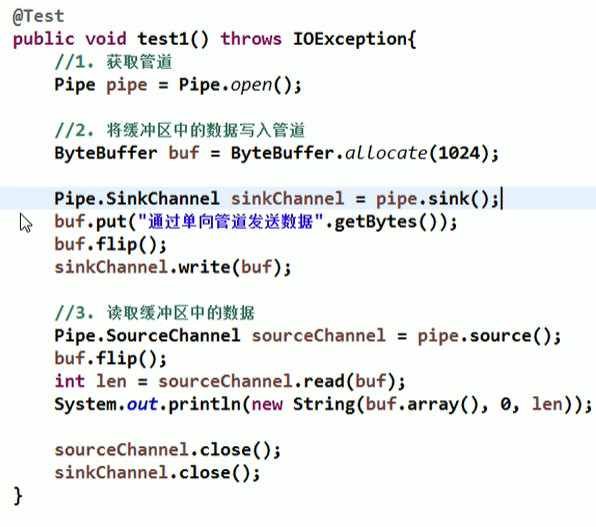 @Test
public void test1() throws IOException{
//1. 获取管道
Pipe pipe = Pipe.open();
//2. 将缓冲区中的数据写入管道
ByteBuffer buf = ByteBuffer.allocate(1024);
Pipe.SinkChannel sinkChannel = pipe.sink();
buf.put("通过单向管道发送数据".getBytes());
buf.flip();
sinkChannel.write(buf);
//3. 读取缓冲区中的数据
Pipe.SourceChannel sourceChannel = pipe.source();
buf.flip();
int len = sourceChannel.read(buf);
System.out.println(new String(buf.array(), 0, len));
sourceChannel.close();
sinkChannel.close();
}